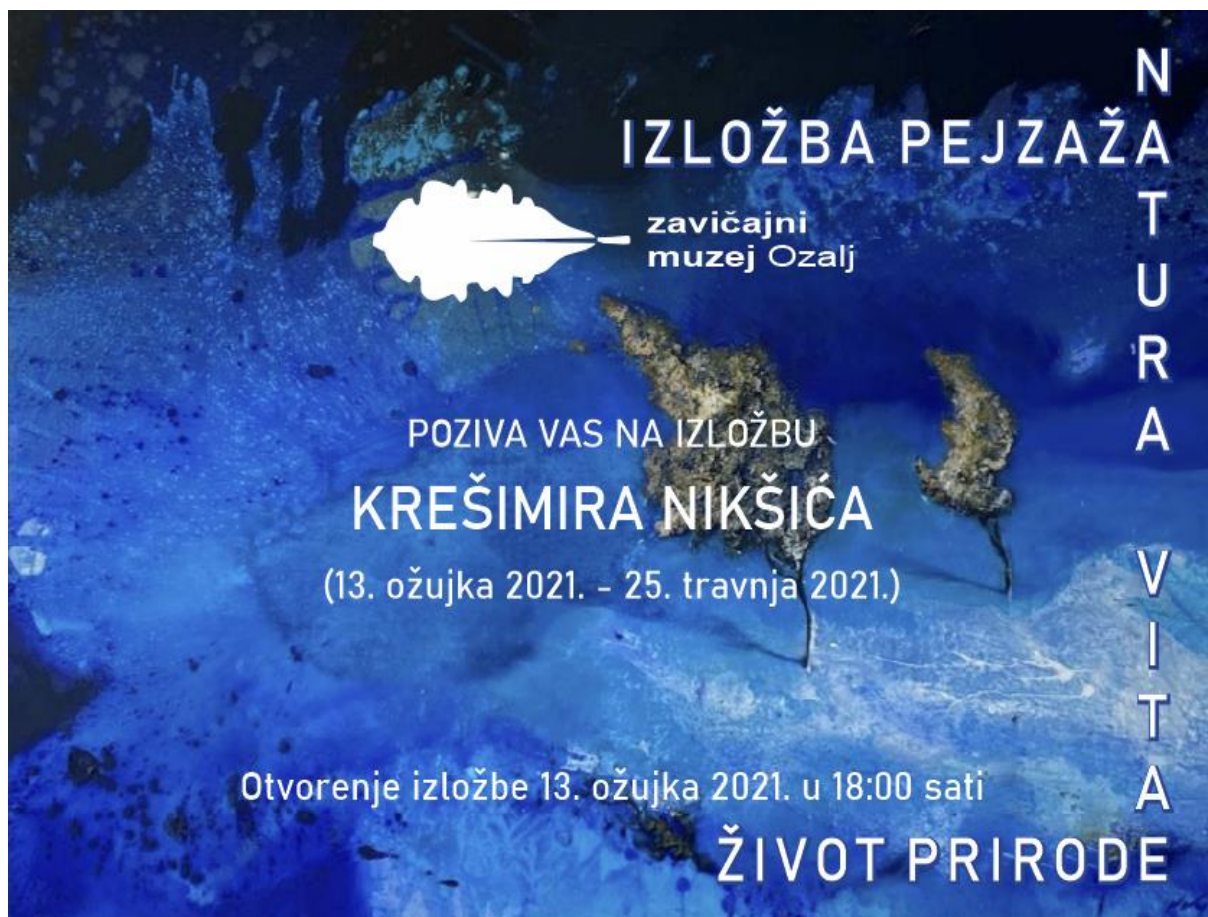 IZLOŽBA PEJZAŽA
NATURA VITAE
zavičajni
muzej Ozalj
POZIVA VAS NA IZLOŽBU
KREŠIMIRA NIKŠIĆA
(13. ožujka 2021. - 25. travnja 2021.)
Otvorenje izložbe 13. ožujka 2021. u 18:00 sati
ŽIVOT PRIRODE